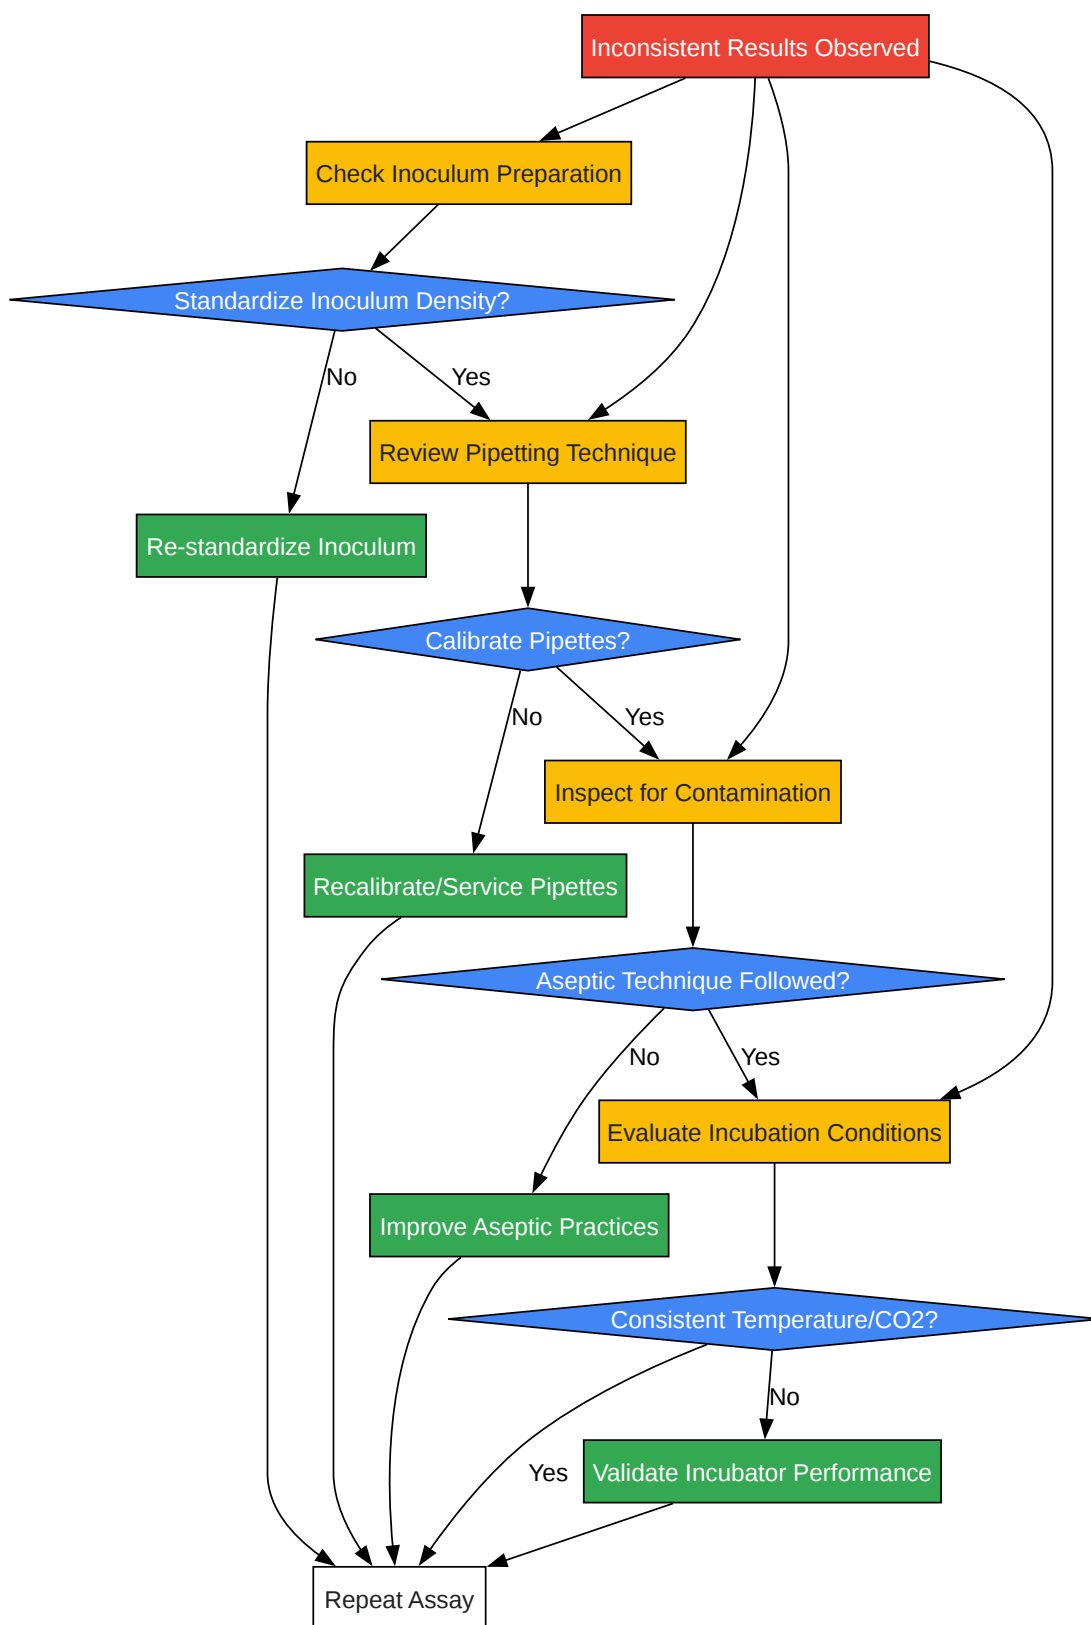 Inconsistent Results Observed
Check Inoculum Preparation
Standardize Inoculum Density?
No
Yes
Review Pipetting Technique
Re-standardize Inoculum
Calibrate Pipettes?
No
Yes
Inspect for Contamination
Recalibrate/Service Pipettes
Aseptic Technique Followed?
No
Yes
Evaluate Incubation Conditions
Improve Aseptic Practices
Consistent Temperature/CO2?
No
Yes
Validate Incubator Performance
Repeat Assay